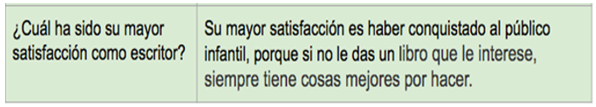 ¿Cuál ha sido su mayor
satisfacción como escritor?
Su mayor satisfacción es haber conquistado al público
infantil, porque si no le das un libro que le interese,
siempre tiene cosas mejores por hacer.